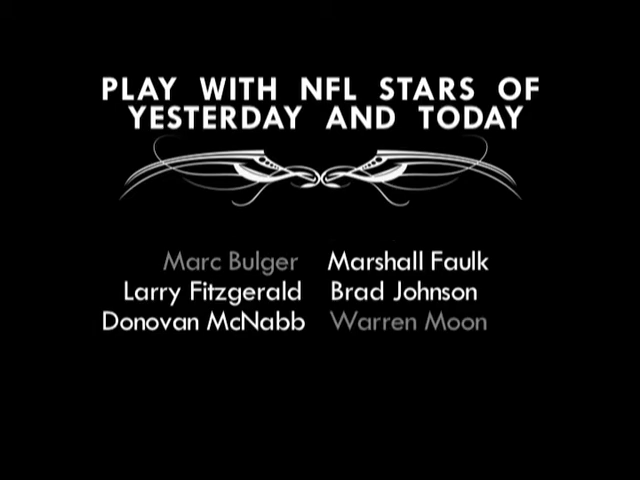 PLAY WITH NFL STARS OF
YESTERDAY AND TODAY
Marc Bulger Marshall Faulk
Larry Fitzgerald Brad Johnson
Donovan McNabb Warren Moon